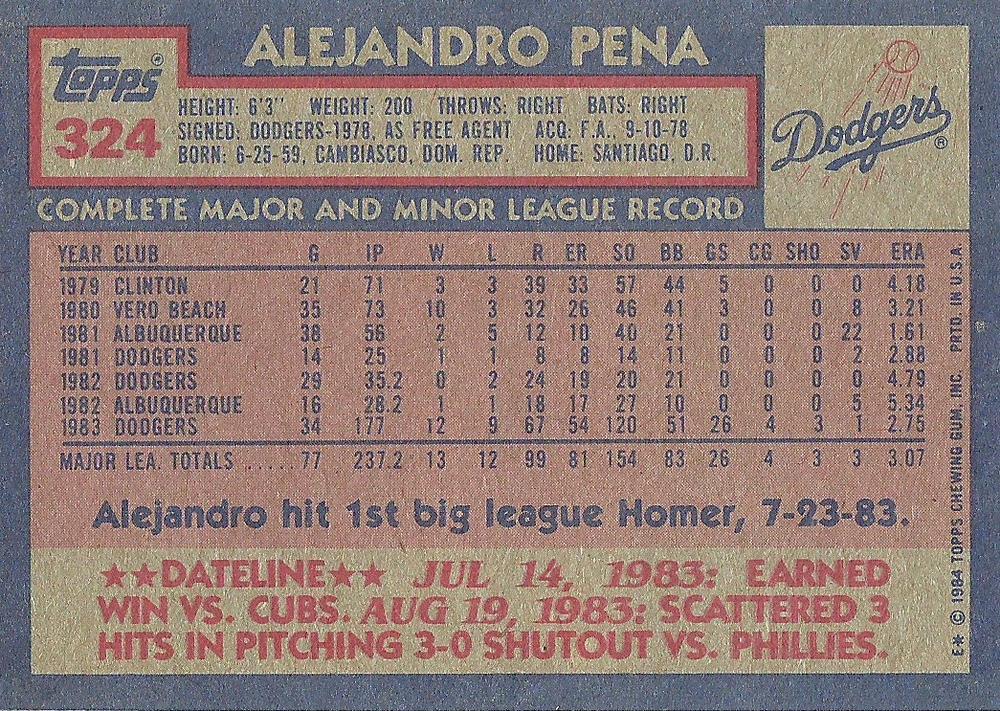 ALEJANDRO PENA
Topps®
324
HEIGHT: 6'3" WEIGHT: 200 THROWS: RIGHT BATS: RIGHT
SIGNED: DODGERS-1978, AS FREE AGENT ACQ: F.A., 9-10-78
BORN: 6-25-59, CAMBIASCO, DOM. REP. HOME: SANTIAGO, D.R.
Dodgers®
COMPLETE MAJOR AND MINOR LEAGUE RECORD
YEAR CLUB G IP W L R ER SO BB GS CG SHO SV ERA
1979 CLINTON 21 71 3 3 39 33 57 44 5 0 0 0 4.18
1980 VERO BEACH 35 73 10 3 32 26 46 41 3 0 0 8 3.21
1981 ALBUQUERQUE 38 56 2 5 12 10 40 21 0 0 0 22 1.61
1981 DODGERS 14 25 1 1 8 8 14 11 0 0 0 2 2.88
1982 DODGERS 29 35.2 0 2 24 19 20 21 0 0 0 0 4.79
1982 ALBUQUERQUE 16 28.2 1 1 18 17 27 10 0 0 0 5 5.34
1983 DODGERS 34 177 12 9 67 54 120 51 26 4 3 1 2.75
MAJOR LEA. TOTALS ..... 77 237.2 13 12 99 81 154 83 26 4 3 3 3.07
Alejandro hit 1st big league Homer, 7-23-83.
★★DATELINE★★ JUL 14, 1983: EARNED
WIN VS. CUBS. AUG 19, 1983: SCATTERED 3
HITS IN PITCHING 3-0 SHUTOUT VS. PHILLIES.
E* © 1984 TOPPS CHEWING GUM, INC. PRTD. IN U.S.A.